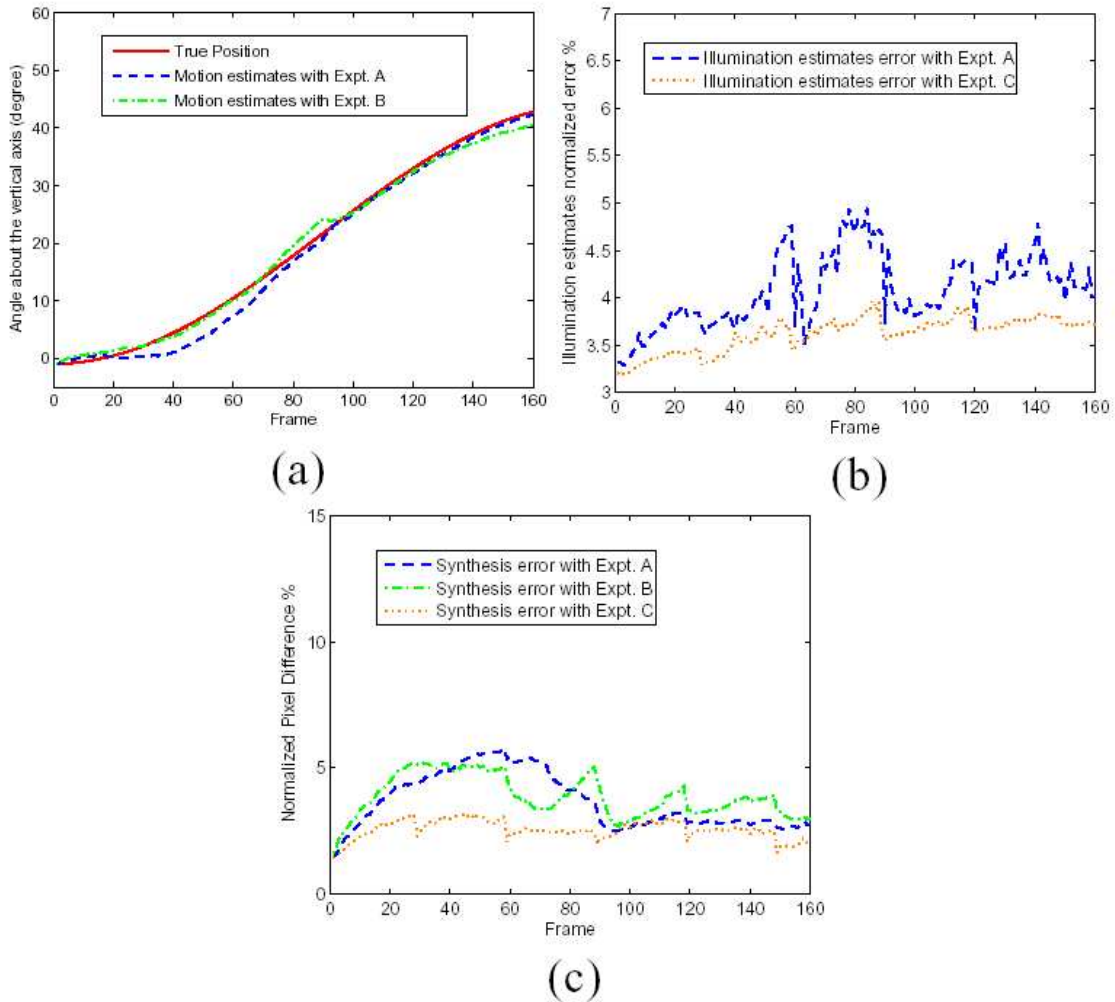 60
50
40
30
20
10
0
0 20 40 60 80 100 120 140 160
Angle about the vertical axis (degree)
Frame
True Position
Motion estimates with Expt. A
Motion estimates with Expt. B
(a)
7
6.5
6
5.5
5
4.5
4
3.5
3
0 20 40 60 80 100 120 140 160
Illumination estimates normalized error %
Frame
Illumination estimates error with Expt. A
Illumination estimates error with Expt. C
(b)
15
10
5
0
0 20 40 60 80 100 120 140 160
Normalized Pixel Difference %
Frame
Synthesis error with Expt. A
Synthesis error with Expt. B
Synthesis error with Expt. C
(c)